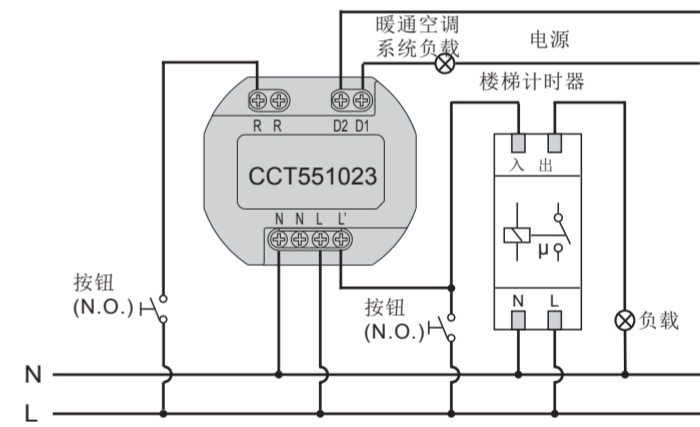 暖通空调
系统负载
电源
楼梯计时器
R R
D2 D1
入 出
CCT551023
N N L L'
μ
按钮
(N.O.)
按钮
(N.O.)
N L
负载
N
L